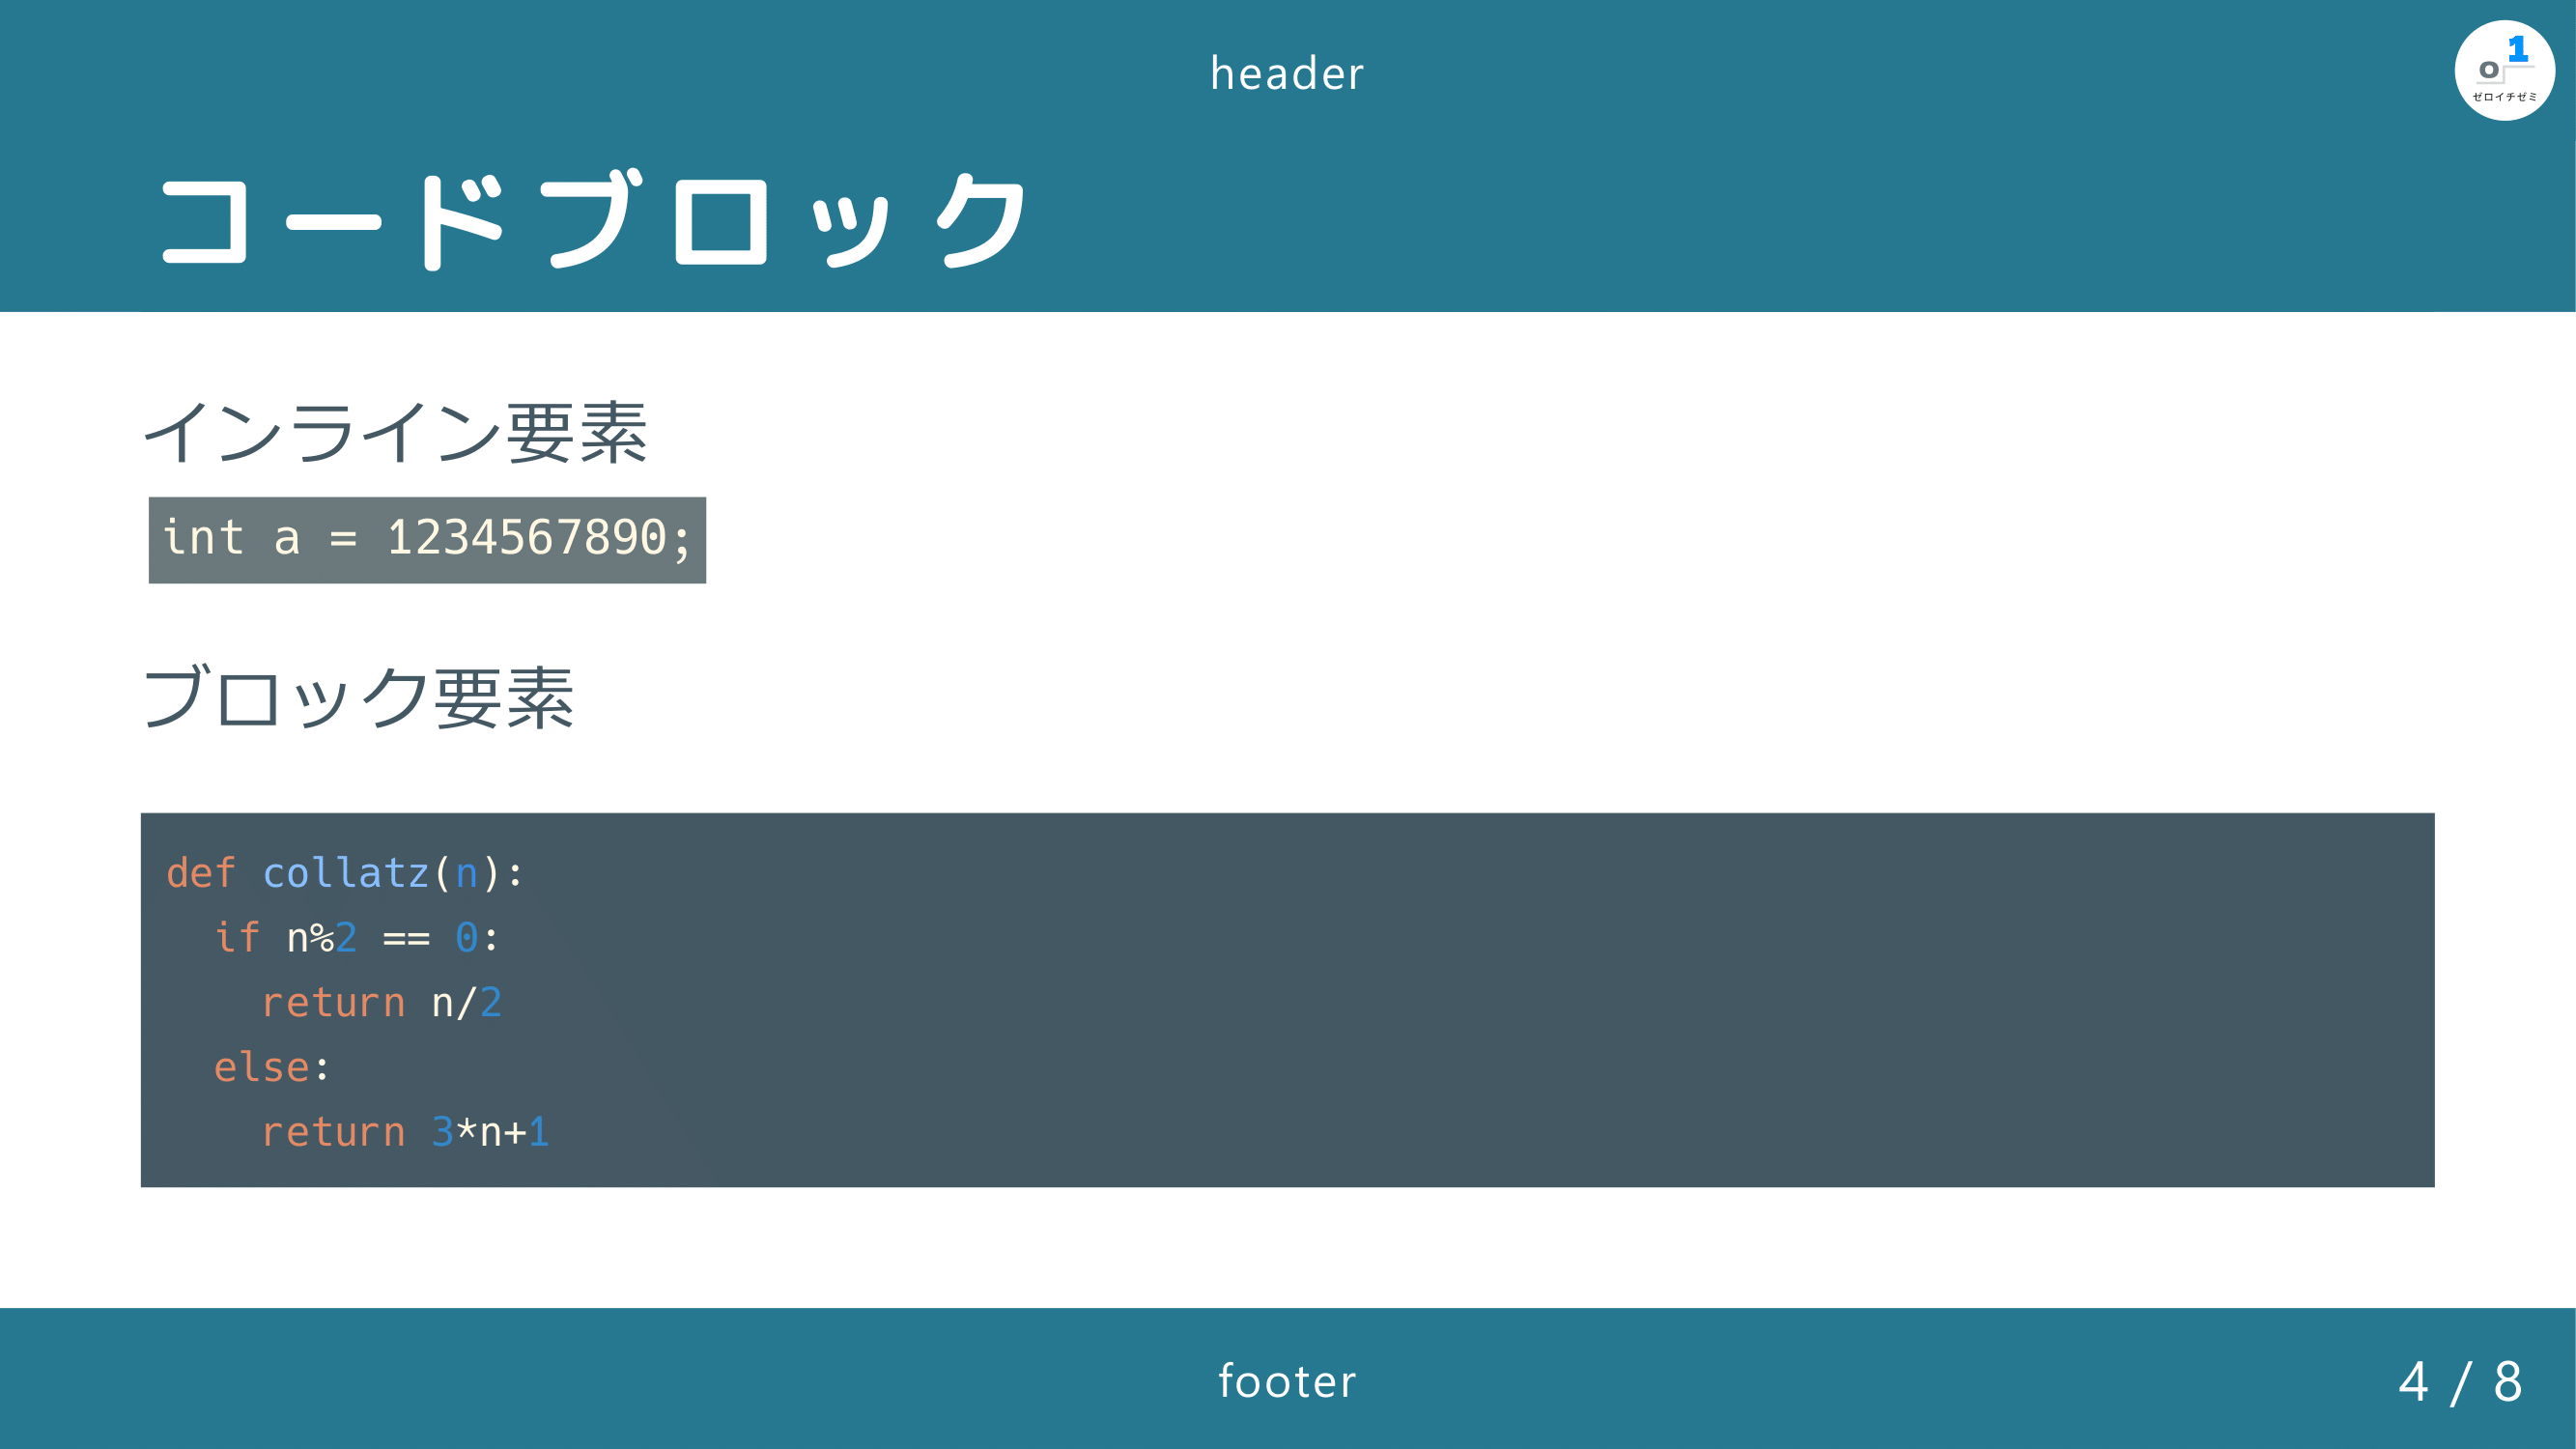 header
0 1
ゼロイチゼミ
コードブロック
インライン要素
int a = 1234567890;
ブロック要素
def collatz(n):
  if n%2 == 0:
    return n/2
  else:
    return 3*n+1
footer
4 / 8